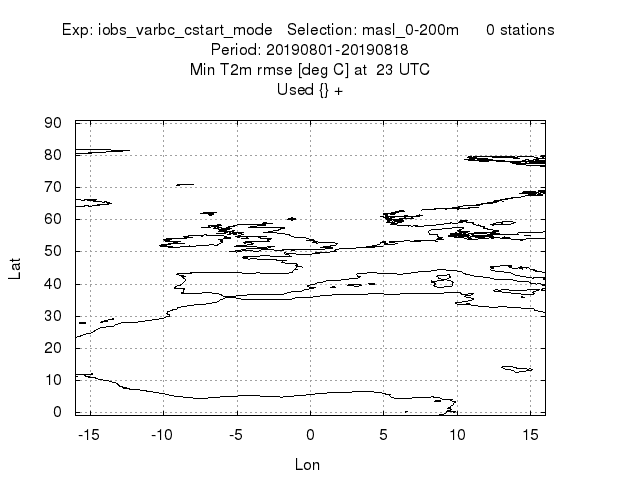 Exp: iobs_varbc_cstart_mode   Selection: masl_0-200m      0 stations
Period: 20190801-20190818
Min T2m rmse [deg C] at  23 UTC
Used {} +
90
80
70
60
50
40
30
20
10
0
Lat
-15 -10 -5 0 5 10 15
Lon